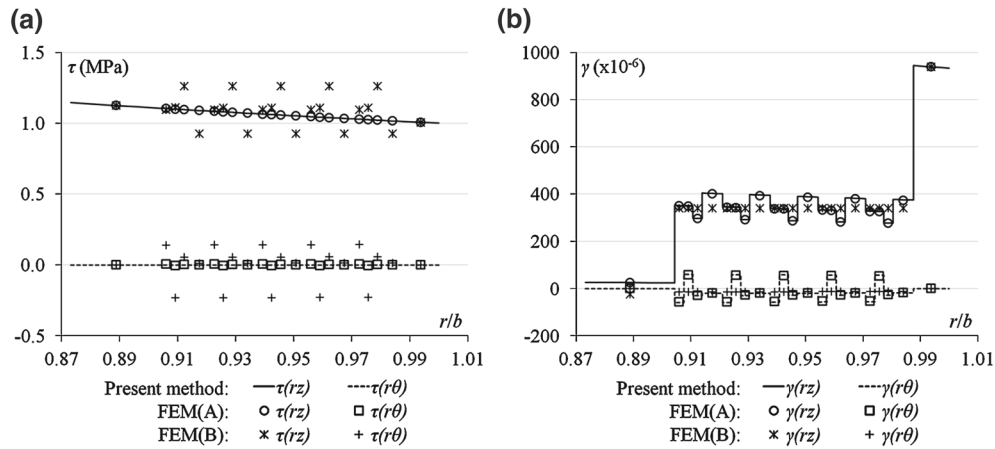 (a)
τ (MPa)
1.5
1.0
0.5
0.0
-0.5
r/b
0.87 0.89 0.91 0.93 0.95 0.97 0.99 1.01
Present method: τ(rz) τ(rθ)
FEM(A): τ(rz) τ(rθ)
FEM(B): τ(rz) τ(rθ)
(b)
γ (x10⁻⁶)
1000
800
600
400
200
0
-200
r/b
0.87 0.89 0.91 0.93 0.95 0.97 0.99 1.01
Present method: γ(rz) γ(rθ)
FEM(A): γ(rz) γ(rθ)
FEM(B): γ(rz) γ(rθ)